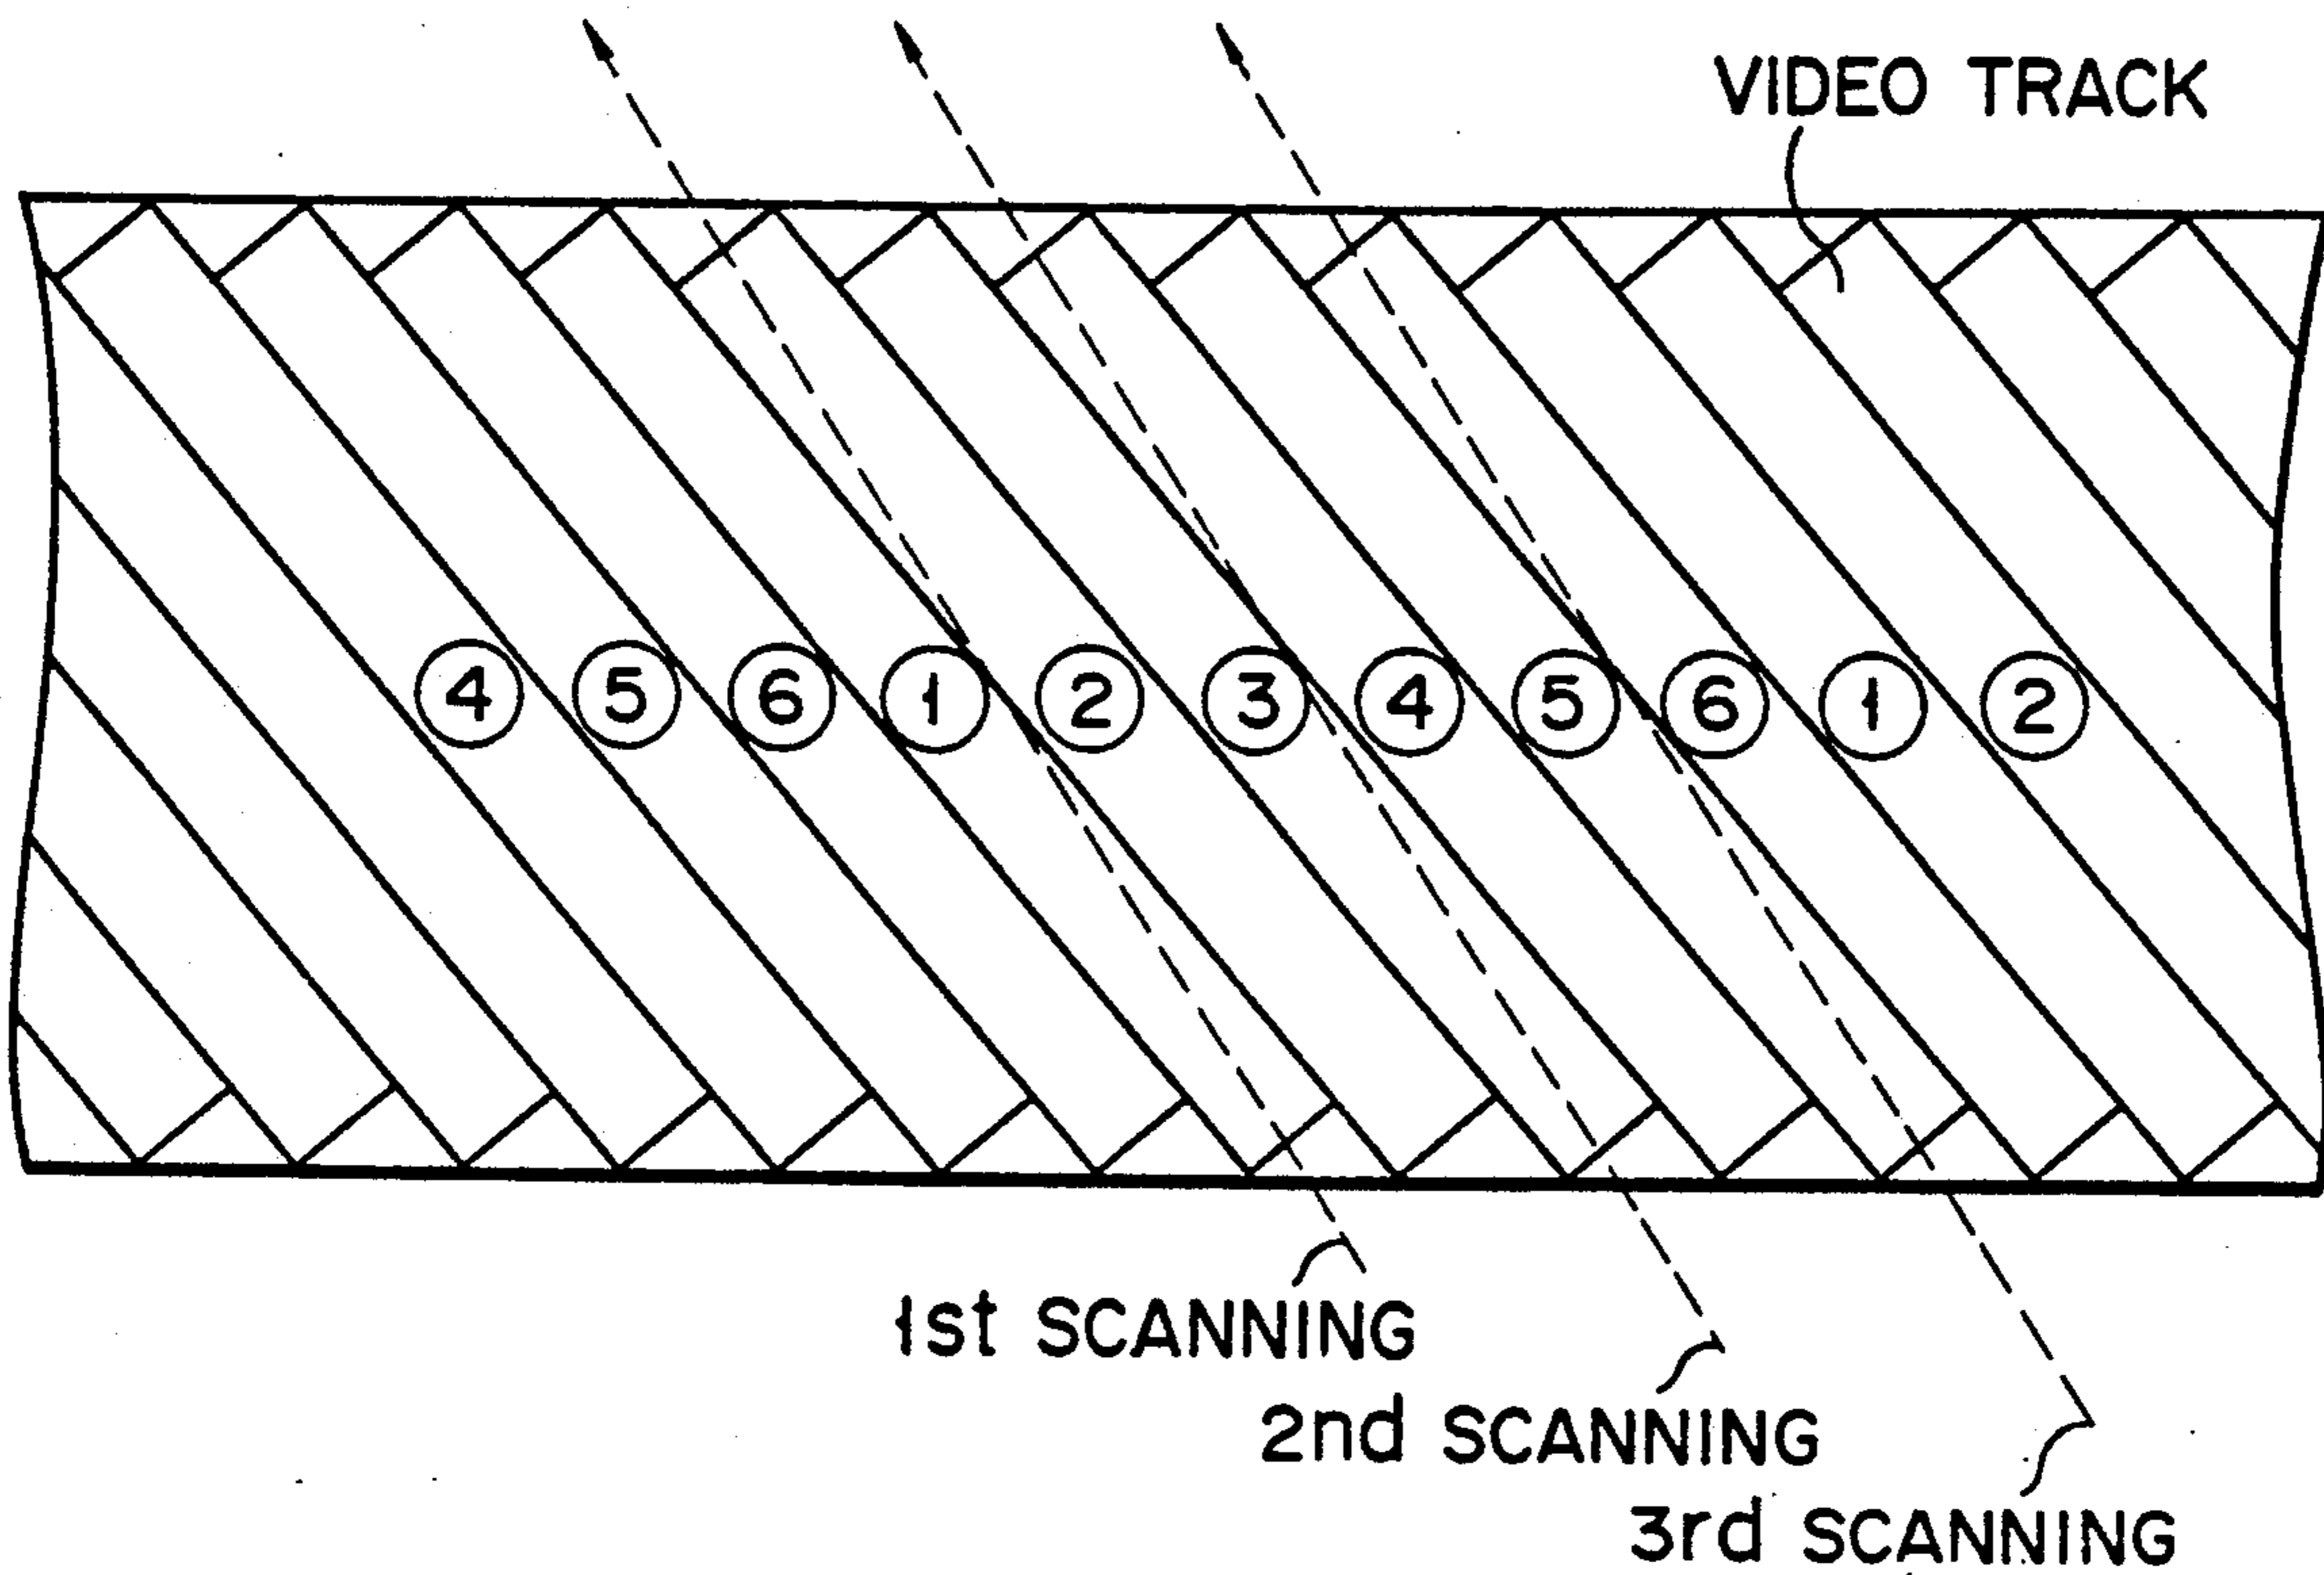 VIDEO TRACK
④ ⑤ ⑥ ① ② ③ ④ ⑤ ⑥ ① ②
1st SCANNING
2nd SCANNING
3rd SCANNING